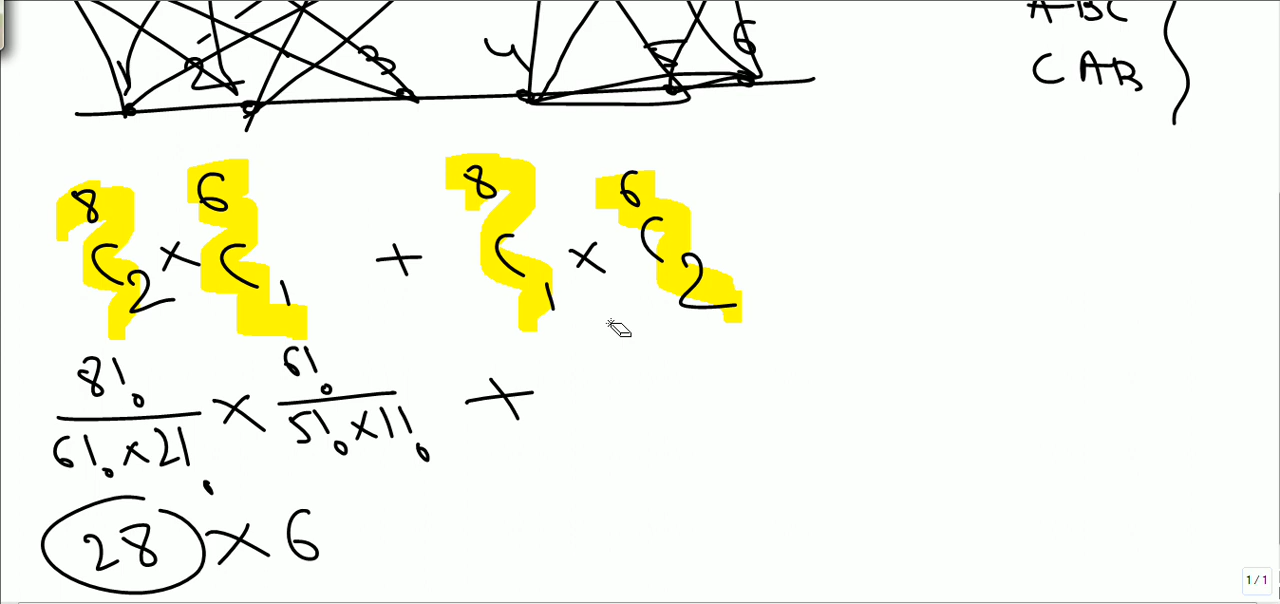 ABC
2 3 4 5 6
CAB
8C2 × 6C1 + 8C1 × 6C2
8!/(6! × 2!) × 6!/(5! × 1!) +
28 × 6
1 / 1